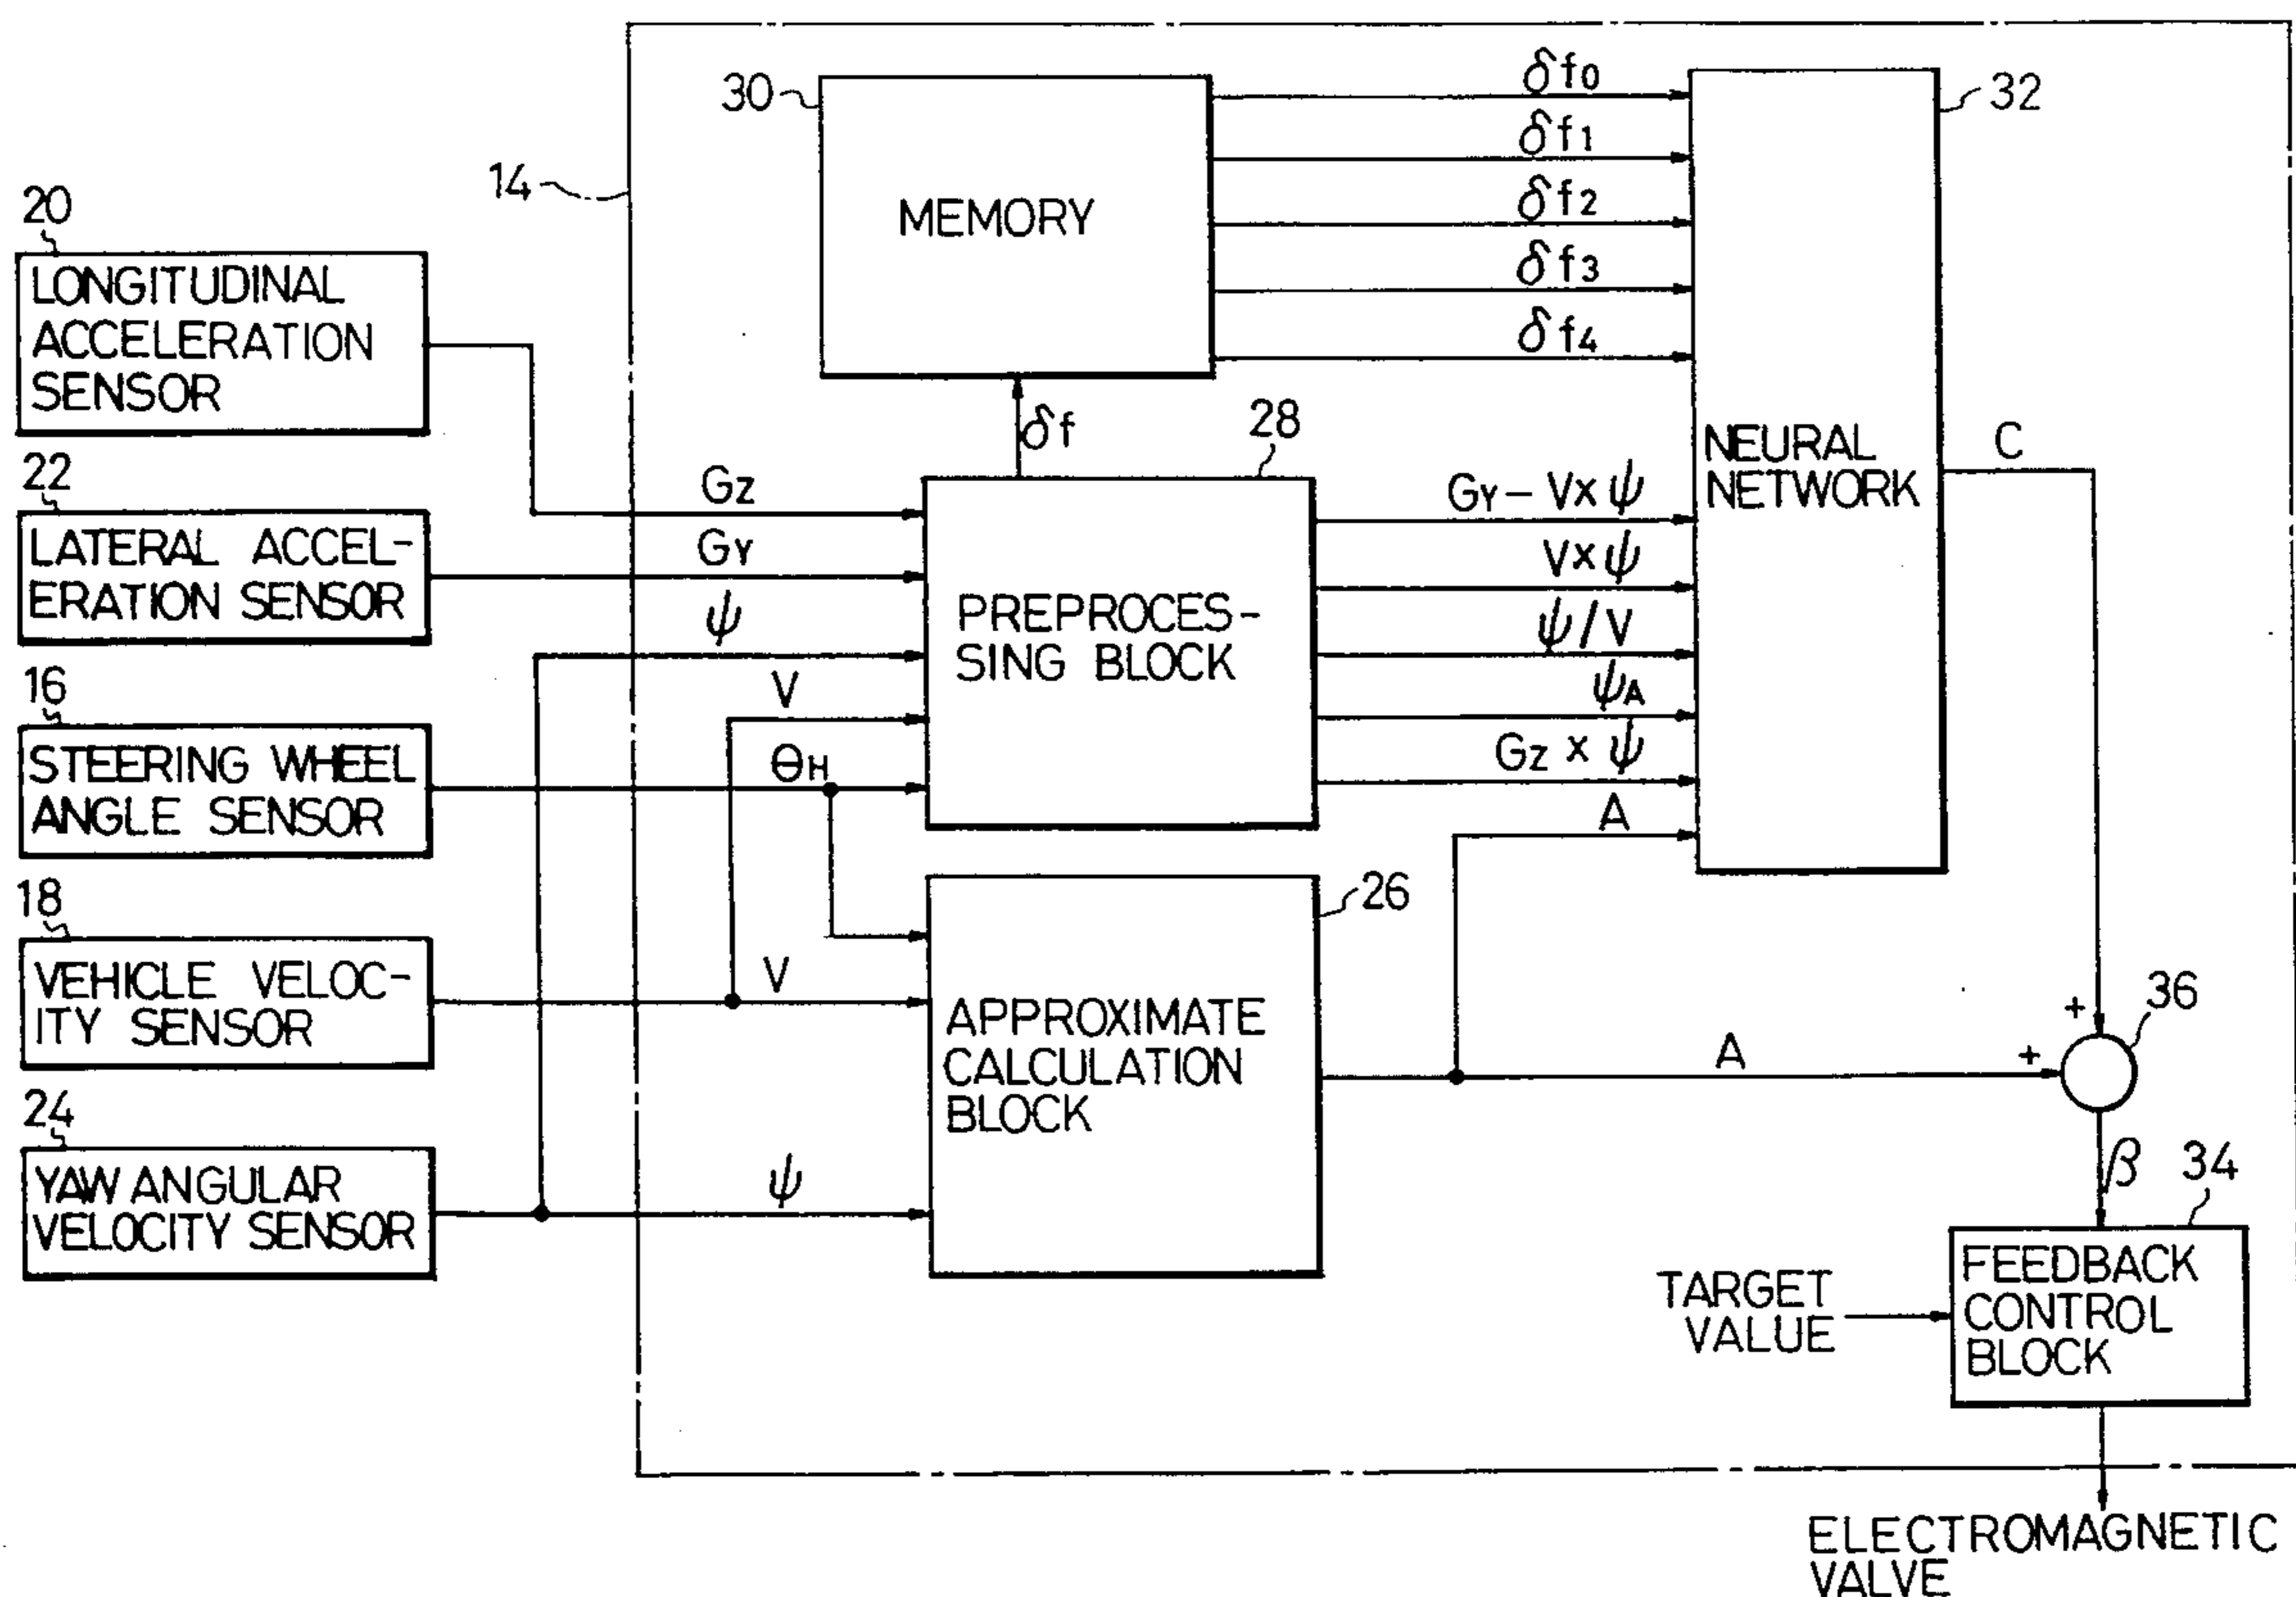 30
MEMORY
δf0
δf1
δf2
δf3
δf4
32
NEURAL
NETWORK
14
20
LONGITUDINAL
ACCELERATION
SENSOR
22
LATERAL ACCEL-
ERATION SENSOR
16
STEERING WHEEL
ANGLE SENSOR
18
VEHICLE VELOC-
ITY SENSOR
24
YAW ANGULAR
VELOCITY SENSOR
GZ
GY
ψ
V
θH
V
ψ
δf
28
PREPROCES-
SING BLOCK
GY - V×ψ
V×ψ
ψ/V
ψA
GZ × ψ
A
26
APPROXIMATE
CALCULATION
BLOCK
A
C
+
+
36
β
34
TARGET
VALUE
FEEDBACK
CONTROL
BLOCK
ELECTROMAGNETIC
VALVE